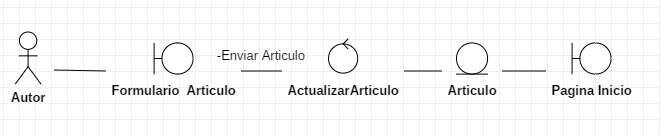 -Enviar Articulo
Autor
Formulario Articulo
ActualizarArticulo
Articulo
Pagina Inicio